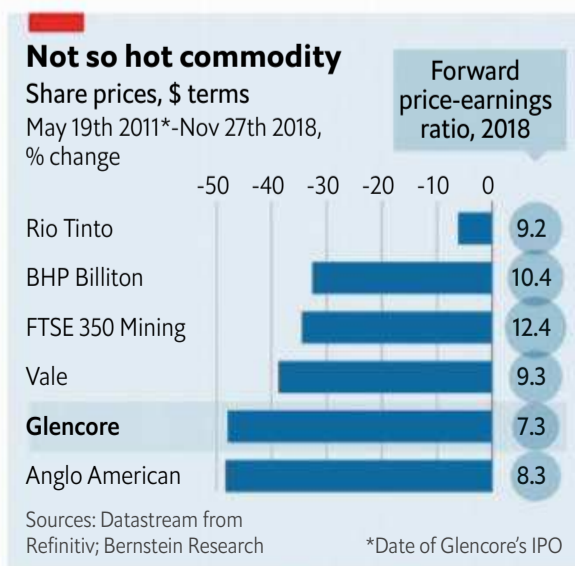 Not so hot commodity
Share prices, $ terms
May 19th 2011*-Nov 27th 2018,
% change
Forward
price-earnings
ratio, 2018
-50 -40 -30 -20 -10 0
Rio Tinto 9.2
BHP Billiton 10.4
FTSE 350 Mining 12.4
Vale 9.3
Glencore 7.3
Anglo American 8.3
Sources: Datastream from
Refinitiv; Bernstein Research
*Date of Glencore's IPO